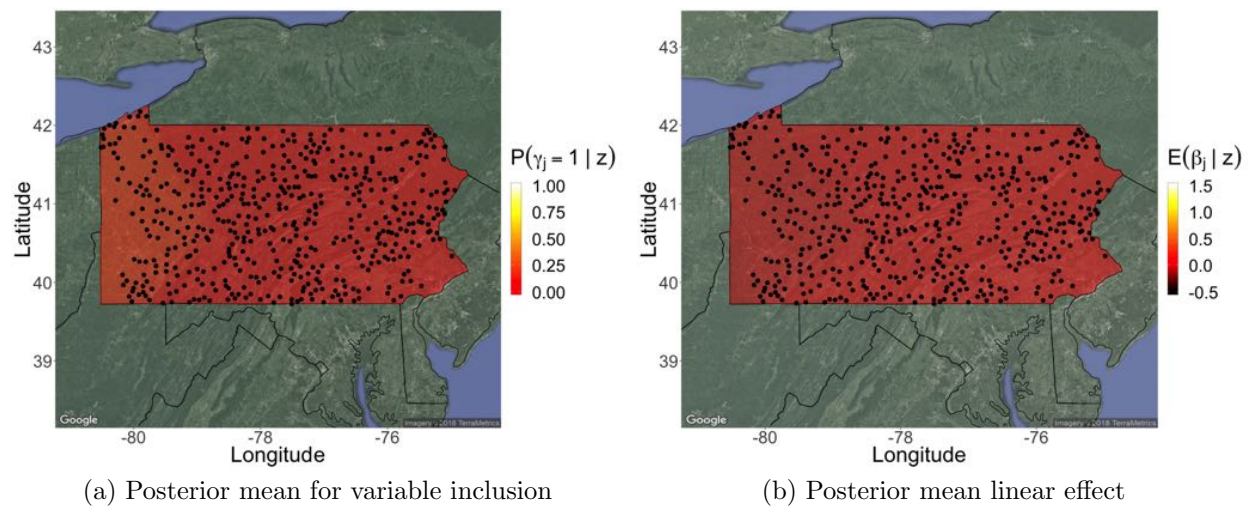 43
42
41
40
39
Latitude
-80
-78
-76
Longitude
Google
Imagery ©2018 TerraMetrics
P(γj = 1 | z)
1.00
0.75
0.50
0.25
0.00
(a) Posterior mean for variable inclusion
43
42
41
40
39
Latitude
-80
-78
-76
Longitude
Google
Imagery ©2018 TerraMetrics
E(βj | z)
1.5
1.0
0.5
0.0
-0.5
(b) Posterior mean linear effect